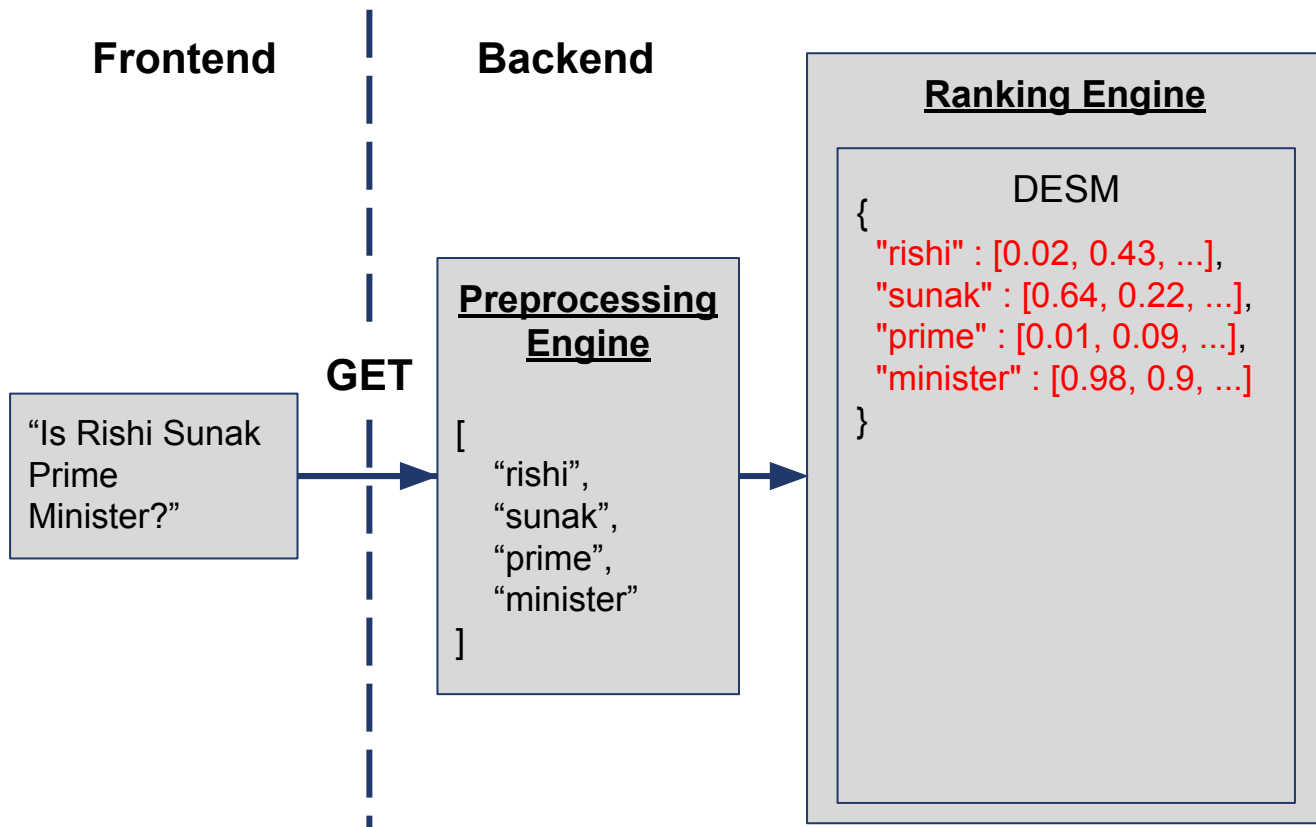 Frontend
Backend
GET
“Is Rishi Sunak
Prime
Minister?”
Preprocessing
Engine
[
“rishi”,
“sunak”,
“prime”,
“minister”
]
Ranking Engine
DESM
{
"rishi" : [0.02, 0.43, ...],
"sunak" : [0.64, 0.22, ...],
"prime" : [0.01, 0.09, ...],
"minister" : [0.98, 0.9, ...]
}